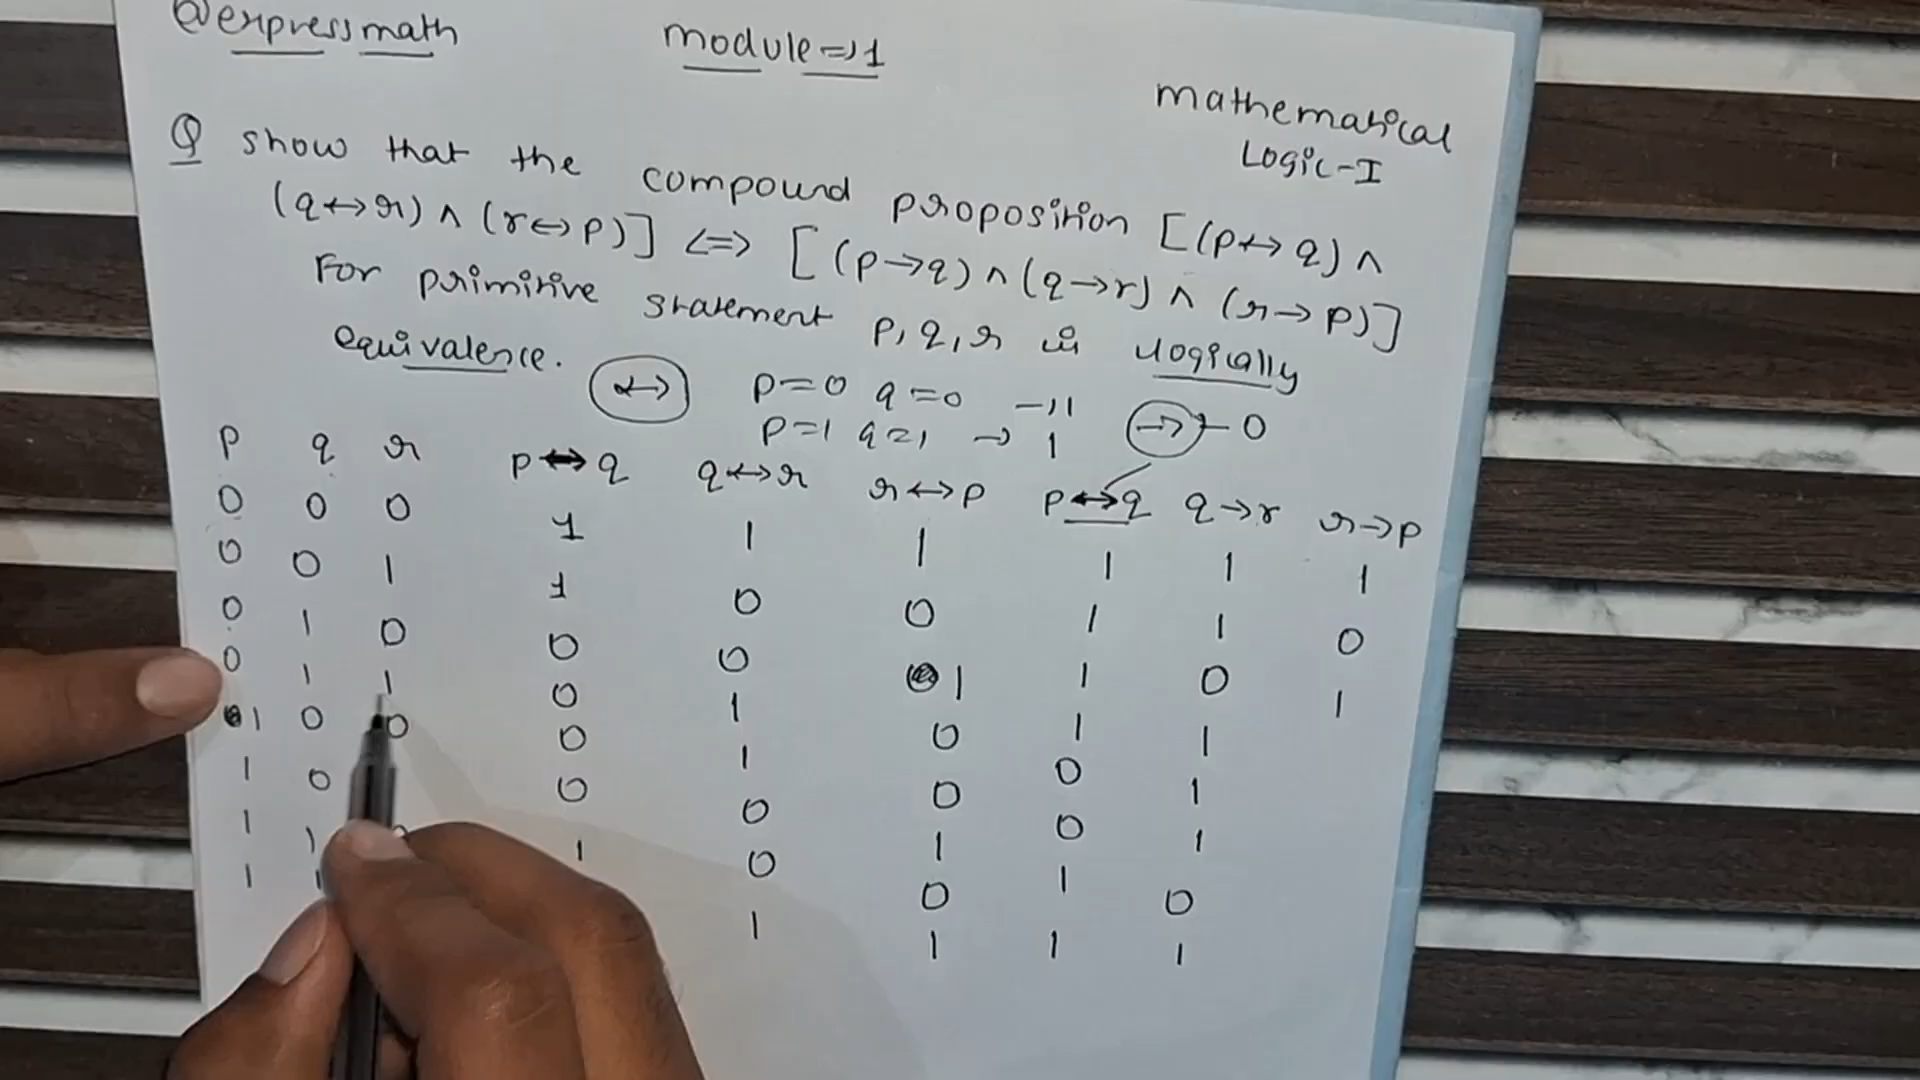 @expressmath module⇒1
mathematical
Logic-I
Q show that the compound proposition [(p↔q) ∧
(q↔r) ∧ (r↔p)] <=> [(p→q) ∧ (q→r) ∧ (r→p)]
For primitive statement p, q, r is logically
equivalence.
↔ p=0 q=0 → 1
p=1 q=1 → 1
→ 0
p q r p↔q q↔r r↔p p↔q q→r r→p
0 0 0 1 1 1 1 1 1
0 0 1 1 0 0 1 1 0
0 1 0 0 0 1 1 0 1
0 1 1 0 1 0 1 1
1 0 0 0 1 0 0 1
1 0 0 0 0 1 0 1
1 1 0 1 0 0 1 0
1 1 1 1 1 1